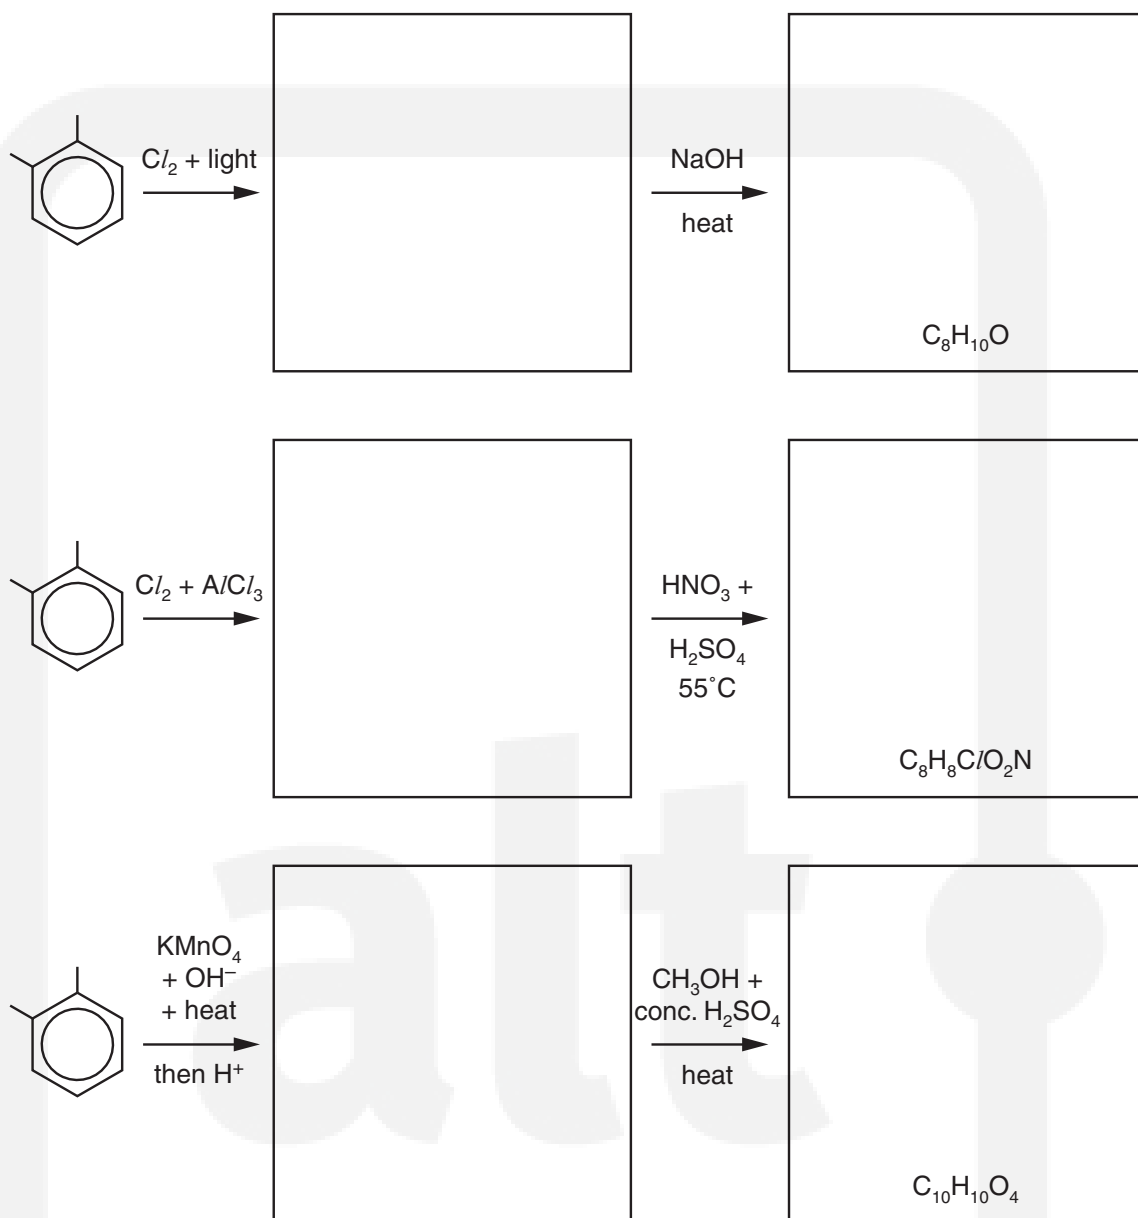 Cl₂ + light
NaOH
heat
C₈H₁₀O
Cl₂ + AlCl₃
HNO₃ +
H₂SO₄
55˚C
C₈H₈ClO₂N
KMnO₄
+ OH⁻
+ heat
then H⁺
CH₃OH +
conc. H₂SO₄
heat
C₁₀H₁₀O₄
alt